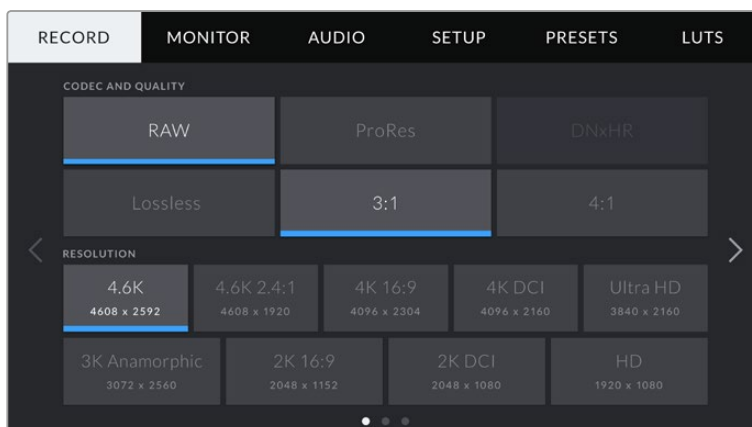 RECORD MONITOR AUDIO SETUP PRESETS LUTS
CODEC AND QUALITY
RAW ProRes DNxHR
Lossless 3:1 4:1
RESOLUTION
4.6K 4.6K 2.4:1 4K 16:9 4K DCI Ultra HD
4608 x 2592 4608 x 1920 4096 x 2304 4096 x 2160 3840 x 2160
3K Anamorphic 2K 16:9 2K DCI HD
3072 x 2560 2048 x 1152 2048 x 1080 1920 x 1080